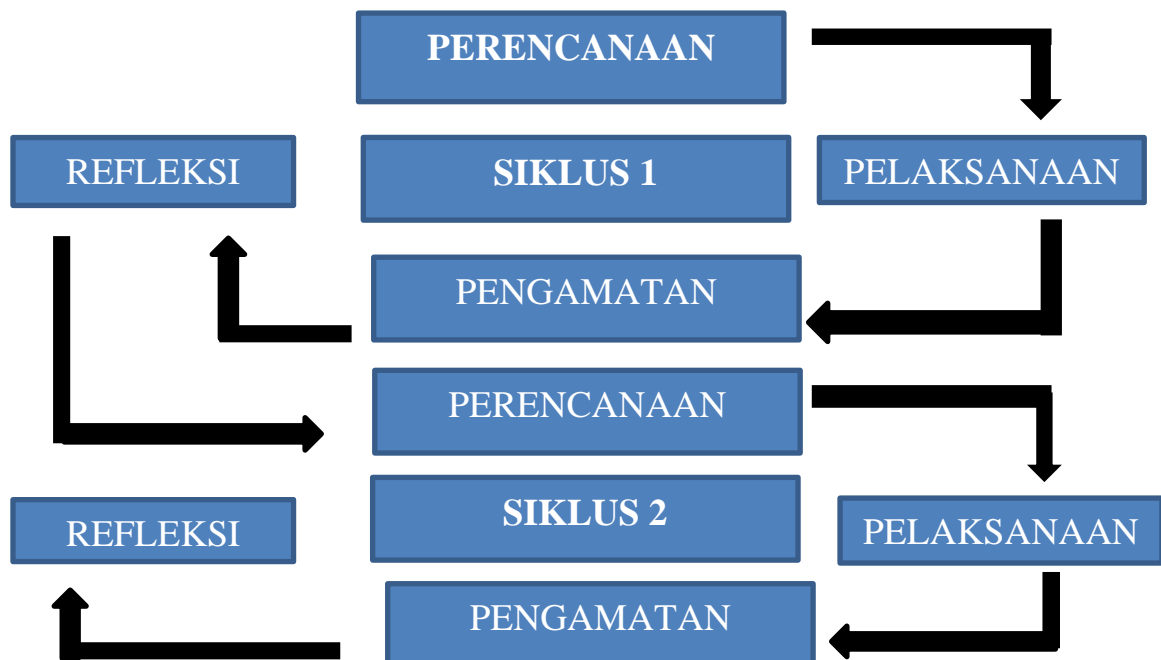 PERENCANAAN
REFLEKSI
SIKLUS 1
PELAKSANAAN
PENGAMATAN
PERENCANAAN
REFLEKSI
SIKLUS 2
PELAKSANAAN
PENGAMATAN